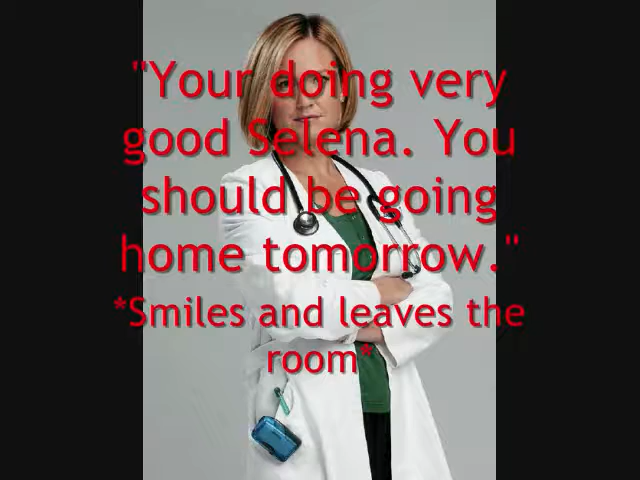 "Your doing very
good Selena. You
should be going
home tomorrow."
*Smiles and leaves the
room*